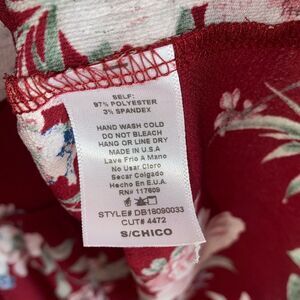 SELF:
97% POLYESTER
3% SPANDEX
HAND WASH COLD
DO NOT BLEACH
HANG OR LINE DRY
MADE IN U.S.A
Lave Frio A Mano
No Usar Cloro
Secar Colgado
Hecho En E.U.A.
RN# 117609
STYLE# DB18090033
CUT# 4472
S/CHICO